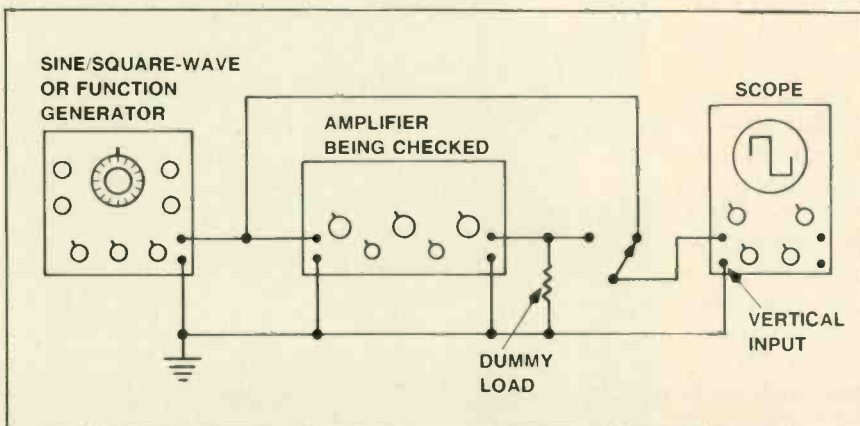 SINE/SQUARE-WAVE
OR FUNCTION
GENERATOR
AMPLIFIER
BEING CHECKED
SCOPE
DUMMY
LOAD
VERTICAL
INPUT